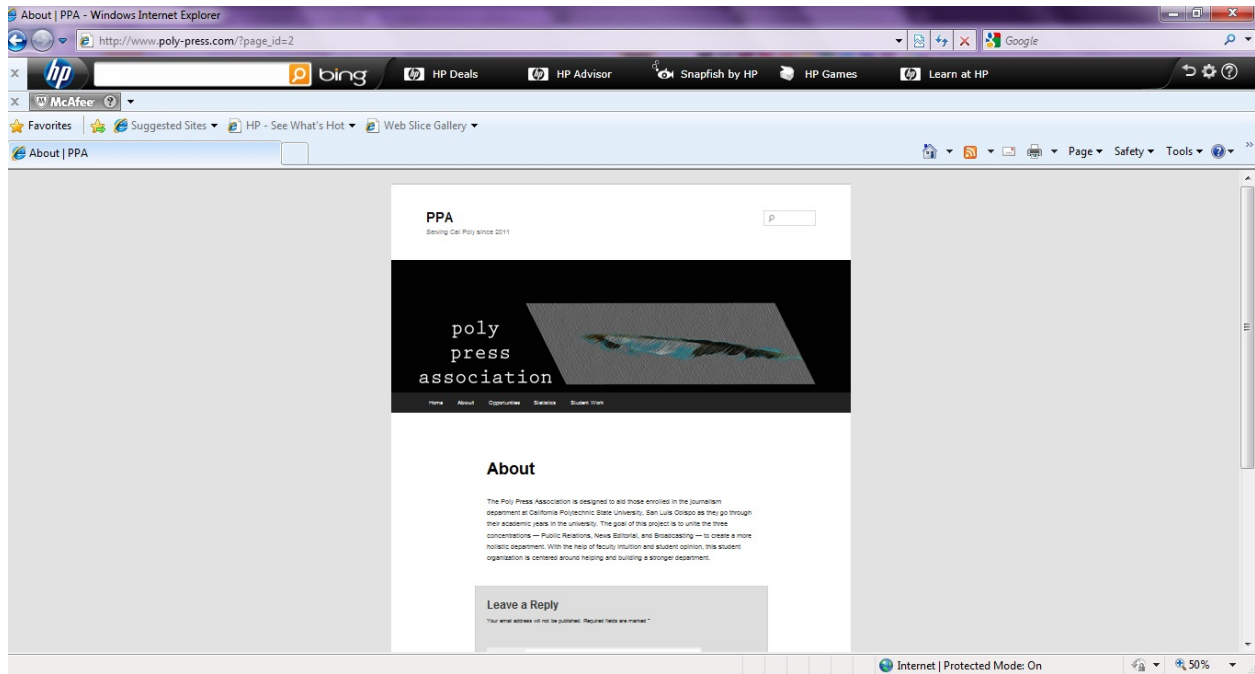 About | PPA - Windows Internet Explorer
http://www.poly-press.com/?page_id=2
Google
hp
bing
HP Deals
HP Advisor
Snapfish by HP
HP Games
Learn at HP
McAfee
Favorites
Suggested Sites
HP - See What's Hot
Web Slice Gallery
About | PPA
Page
Safety
Tools
PPA
Serving Cal Poly since 2011
poly
press
association
Home About Opportunities Statistics Student Work
About
The Poly Press Association is designed to aid those enrolled in the journalism
department at California Polytechnic State University, San Luis Obispo as they go through
their academic years in the university. The goal of this project is to unite the three
concentrations — Public Relations, News Editorial, and Broadcasting — to create a more
holistic department. With the help of faculty intuition and student opinion, this student
organization is centered around helping and building a stronger department.
Leave a Reply
Your email address will not be published. Required fields are marked *
Internet | Protected Mode: On
50%